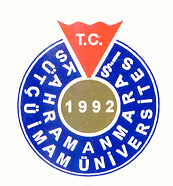 T.C.
KAHRAMANMARAŞ
SÜTÇÜ İMAM ÜNİVERSİTESİ
1992